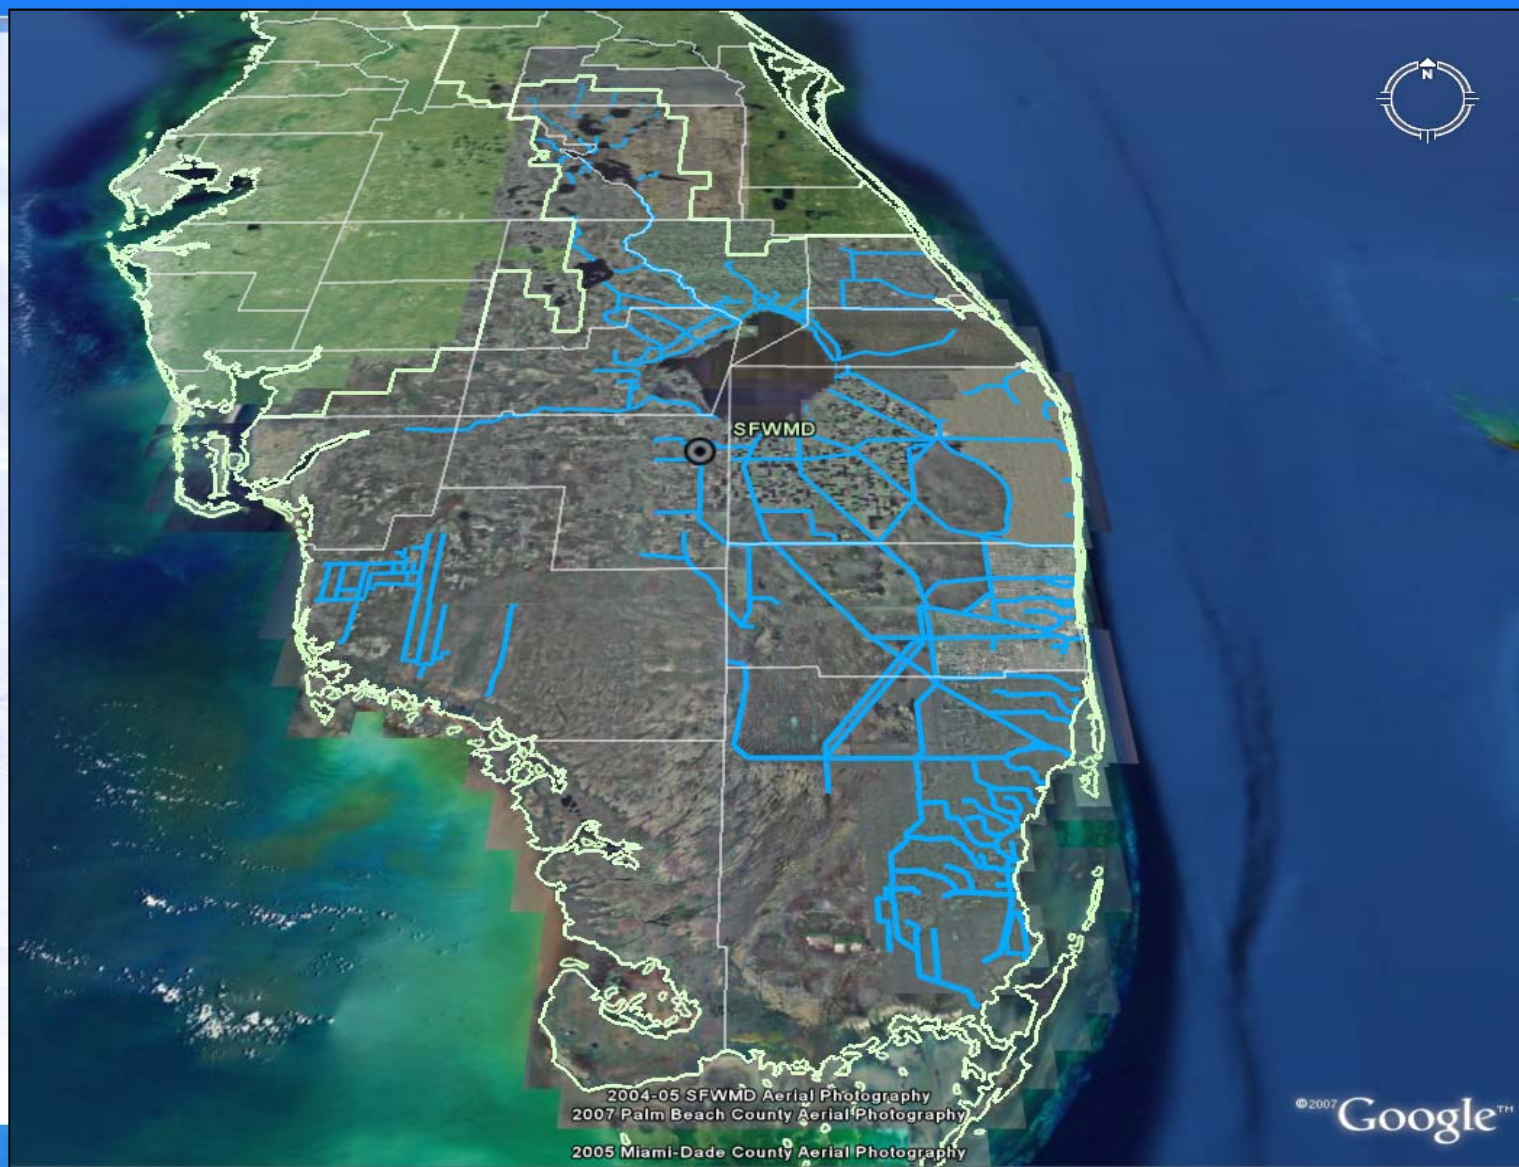 N
SFWMD
2004-05 SFWMD Aerial Photography
2007 Palm Beach County Aerial Photography
2005 Miami-Dade County Aerial Photography
©2007 Google™